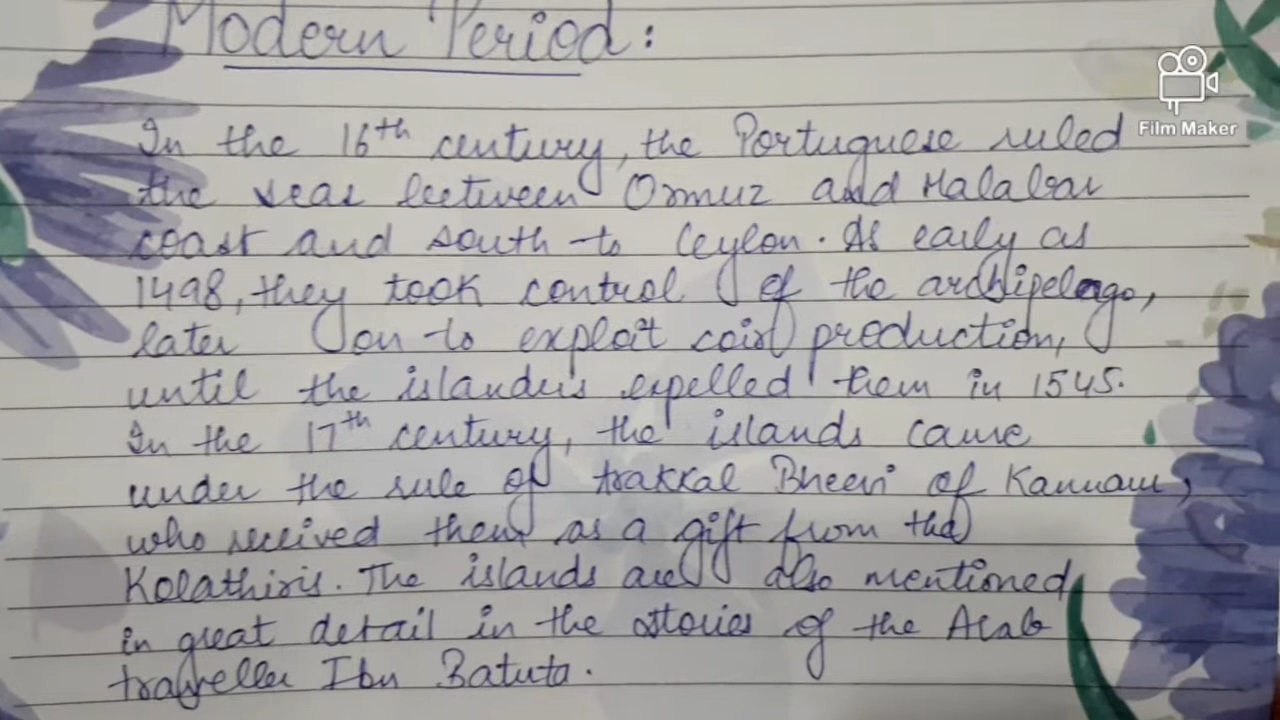 Modern Period:
Film Maker
In the 16th century, the Portuguese ruled
the seas between Ormuz and Malabar
coast and south to Ceylon. As early as
1498, they took control of the archipelago,
later on to exploit coir production,
until the islanders expelled them in 1545.
In the 17th century, the islands came
under the rule of trakkal Bheevi of Kannaur,
who received them as a gift from the
Kolathiris. The islands are also mentioned
in great detail in the stories of the Arab
traveller Ibn Batuta.